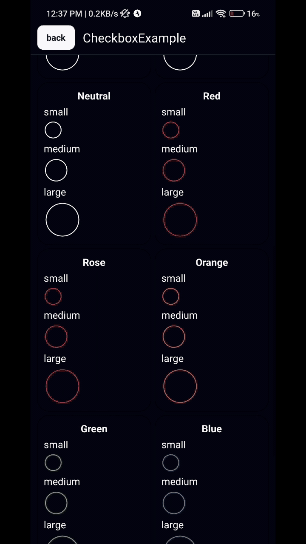 12:37 PM | 0.2KB/s
16%
back
CheckboxExample
Neutral
small
medium
large
Red
small
medium
large
Rose
small
medium
large
Orange
small
medium
large
Green
small
medium
large
Blue
small
medium
large